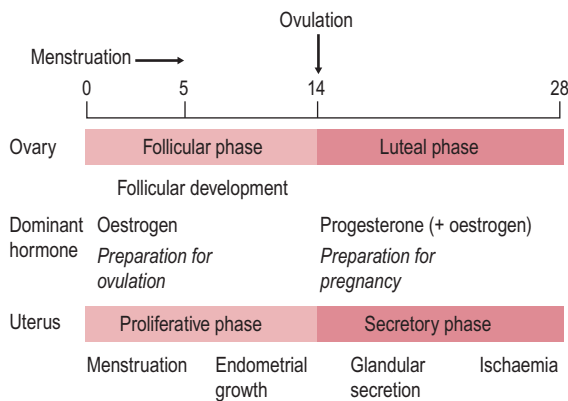 Ovulation
Menstruation
0 5 14 28
Ovary Follicular phase Luteal phase
Follicular development
Dominant hormone
Oestrogen
Preparation for
ovulation
Progesterone (+ oestrogen)
Preparation for
pregnancy
Uterus Proliferative phase Secretory phase
Menstruation
Endometrial
growth
Glandular
secretion
Ischaemia